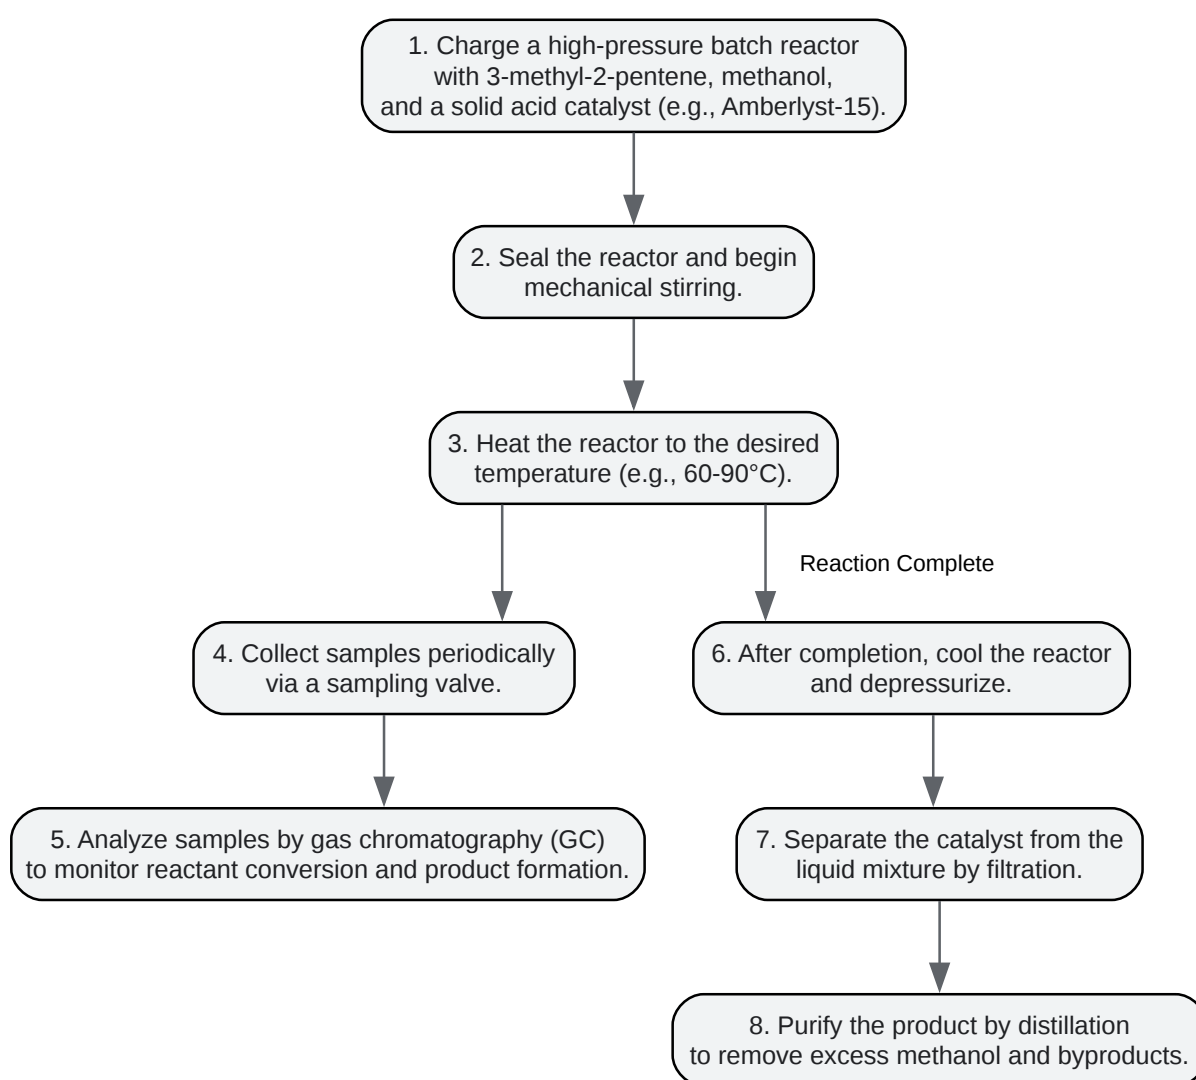 1. Charge a high-pressure batch reactor
with 3-methyl-2-pentene, methanol,
and a solid acid catalyst (e.g., Amberlyst-15).
2. Seal the reactor and begin
mechanical stirring.
3. Heat the reactor to the desired
temperature (e.g., 60-90°C).
Reaction Complete
4. Collect samples periodically
via a sampling valve.
5. Analyze samples by gas chromatography (GC)
to monitor reactant conversion and product formation.
6. After completion, cool the reactor
and depressurize.
7. Separate the catalyst from the
liquid mixture by filtration.
8. Purify the product by distillation
to remove excess methanol and byproducts.